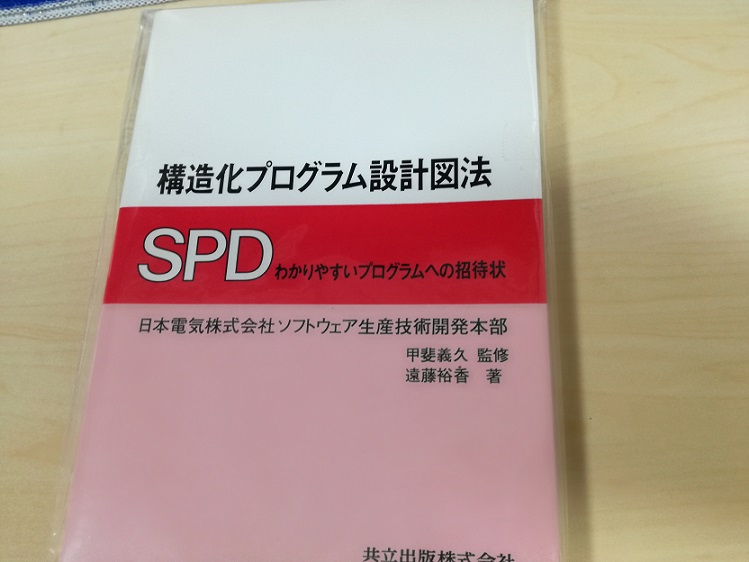 構造化プログラム設計図法
SPD わかりやすいプログラムへの招待状
日本電気株式会社ソフトウェア生産技術開発本部
甲斐義久 監修
遠藤裕香 著
共立出版株式会社